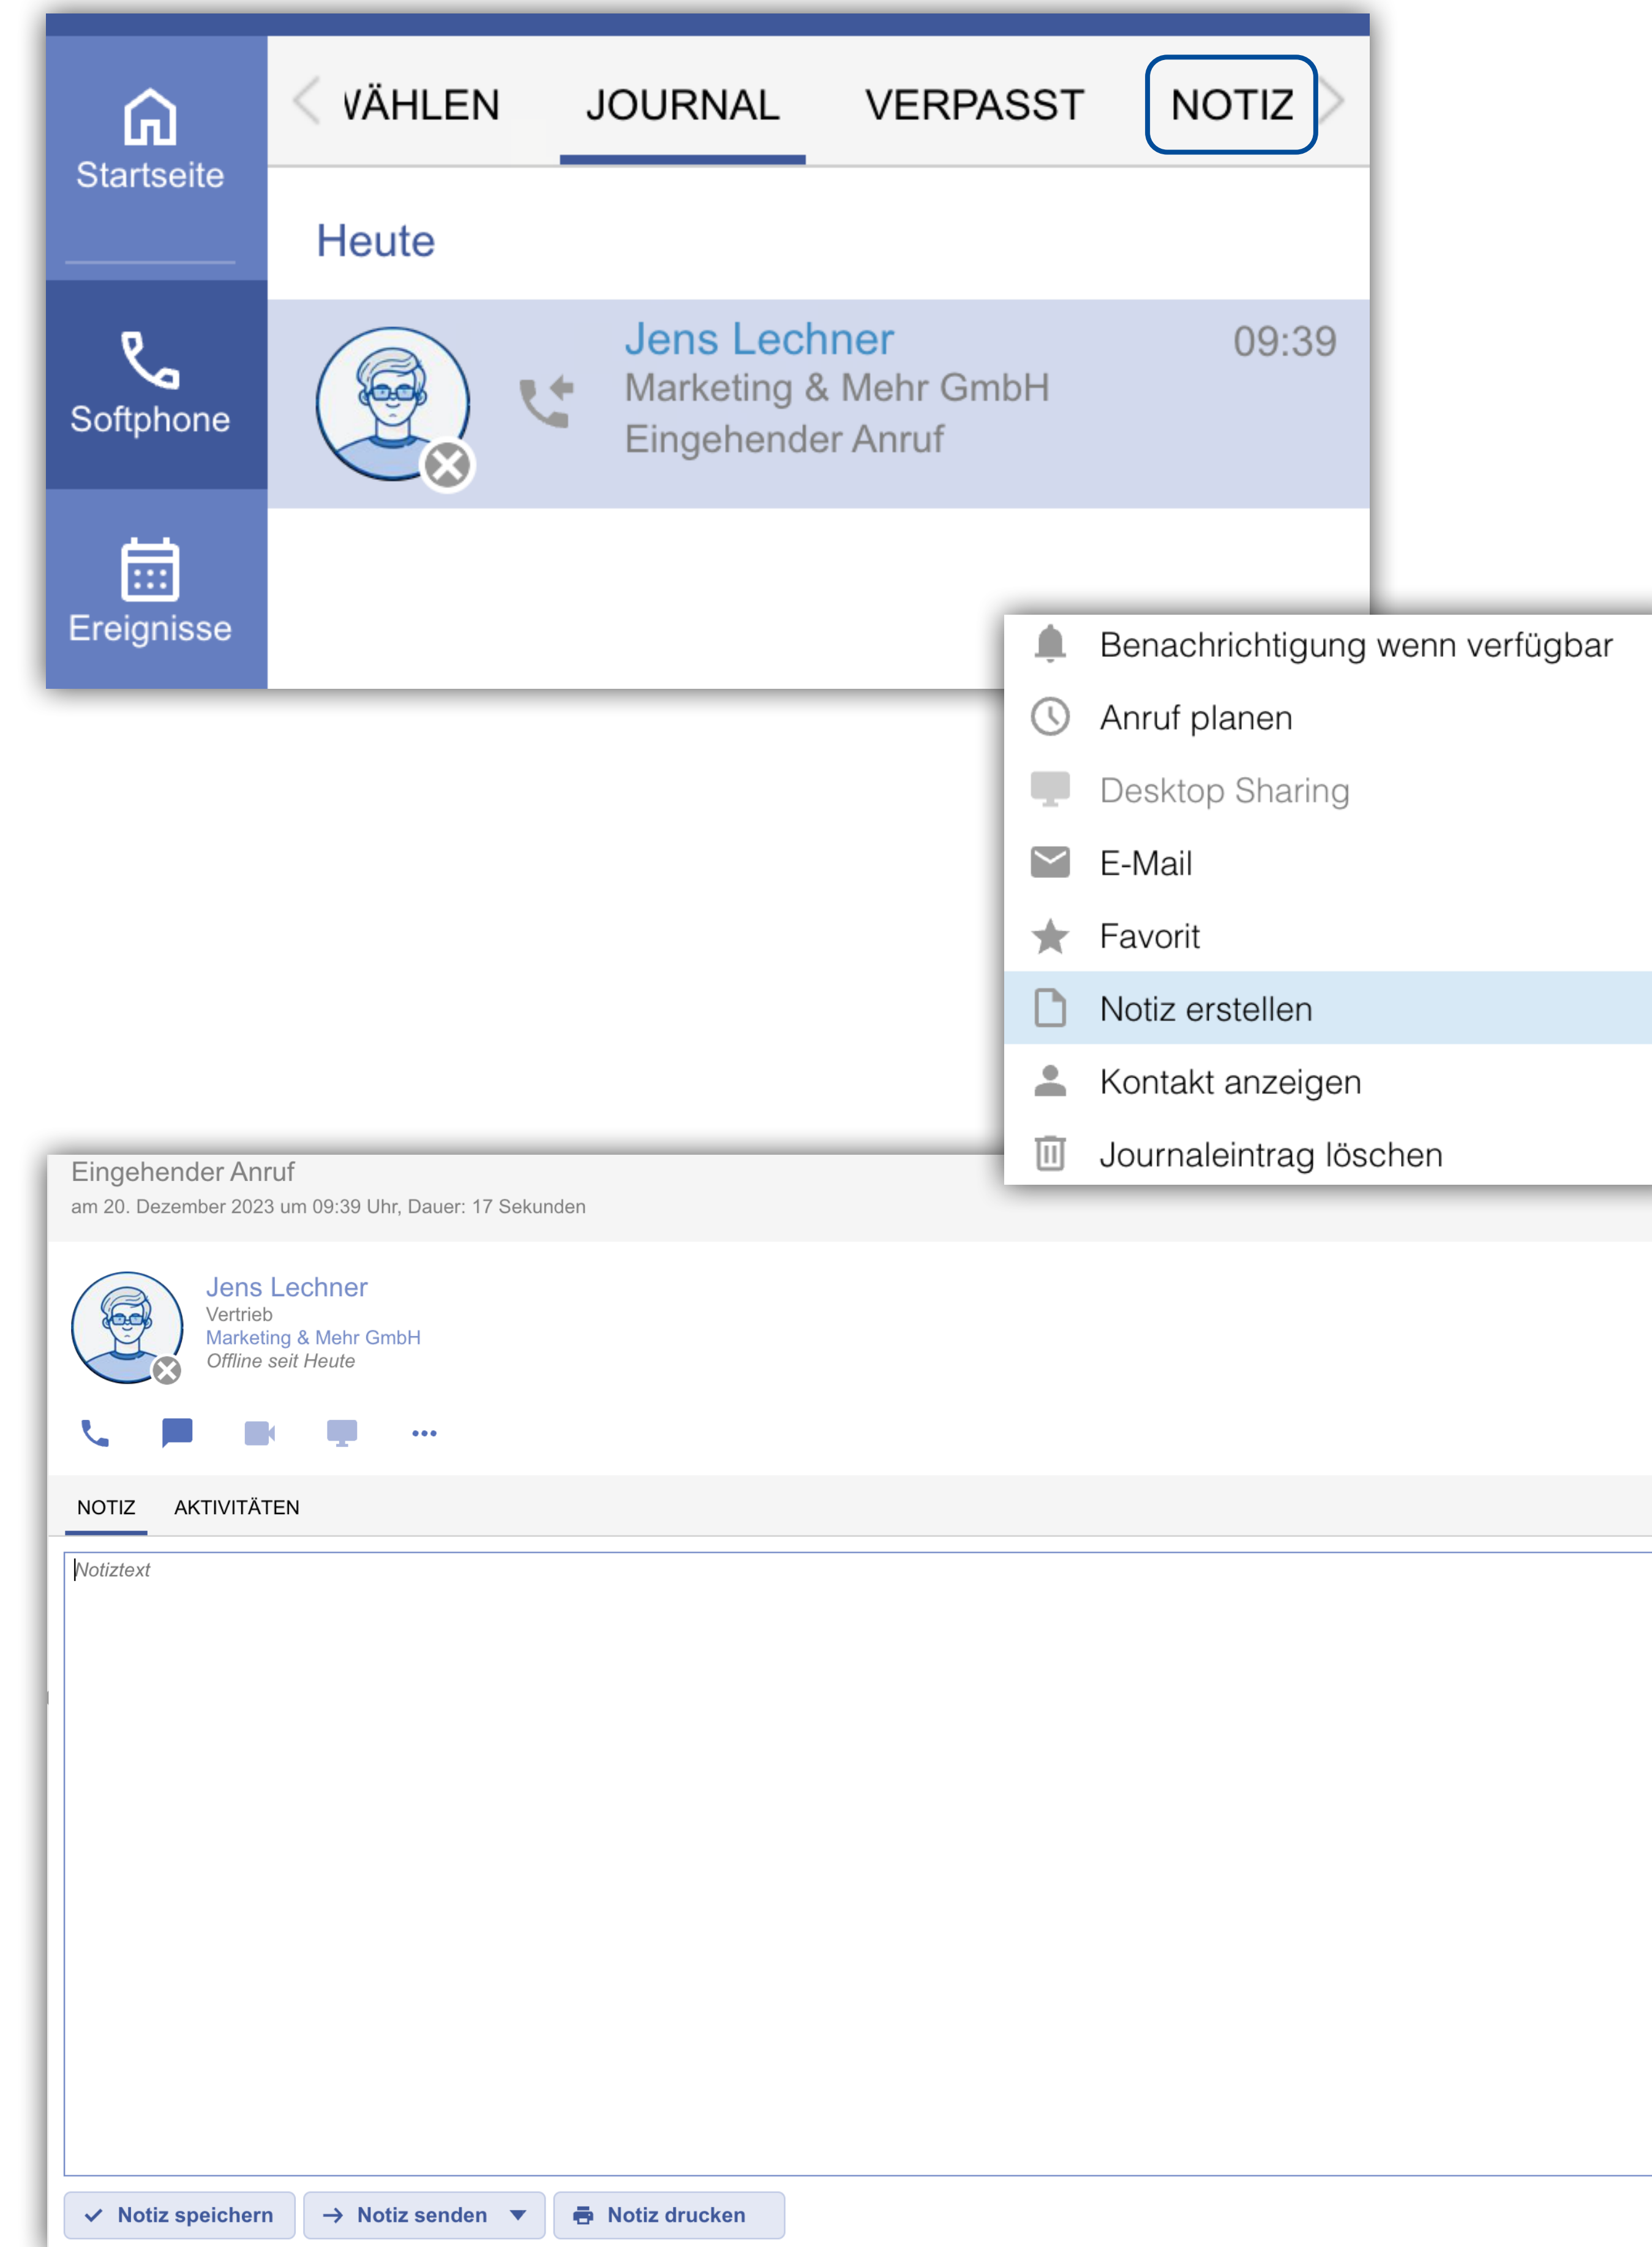 Startseite
WÄHLEN
JOURNAL
VERPASST
NOTIZ
Heute
Softphone
Jens Lechner
09:39
Marketing & Mehr GmbH
Eingehender Anruf
Ereignisse
Benachrichtigung wenn verfügbar
Anruf planen
Desktop Sharing
E-Mail
Favorit
Notiz erstellen
Kontakt anzeigen
Journaleintrag löschen
Eingehender Anruf
am 20. Dezember 2023 um 09:39 Uhr, Dauer: 17 Sekunden
Jens Lechner
Vertrieb
Marketing & Mehr GmbH
Offline seit Heute
NOTIZ
AKTIVITÄTEN
Notiztext
Notiz speichern
Notiz senden
Notiz drucken